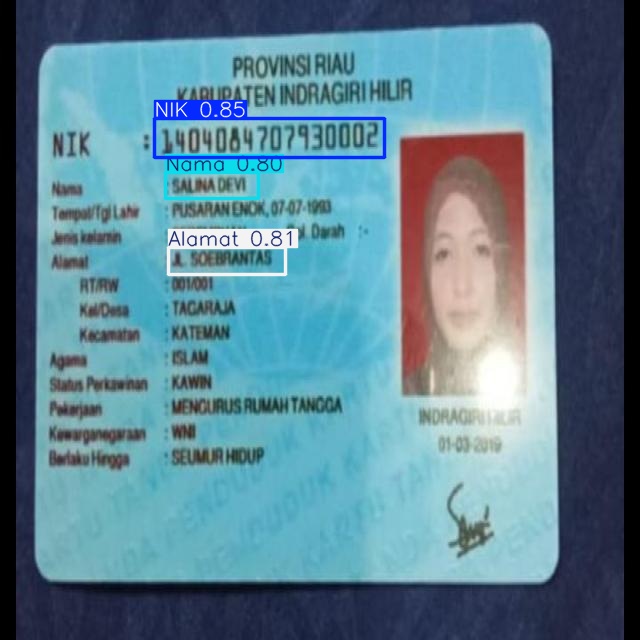 PROVINSI RIAU
KABUPATEN INDRAGIRI HILIR
NIK 0.85
NIK : 1404084707930002
Nama 0.80
Nama : SALINA DEVI
Tempat/Tgl Lahir : PUSARAN ENOK, 07-07-1993
Jenis kelamin Darah :-
Alamat 0.81
Alamat JL. SOEBRANTAS
RT/RW : 001/001
Kel/Desa : TAGARAJA
Kecamatan : KATEMAN
Agama : ISLAM
Status Perkawinan : KAWIN
Pekerjaan : MENGURUS RUMAH TANGGA
Kewarganegaraan : WNI
Berlaku Hingga : SEUMUR HIDUP
INDRAGIRI HILIR
01-03-2019